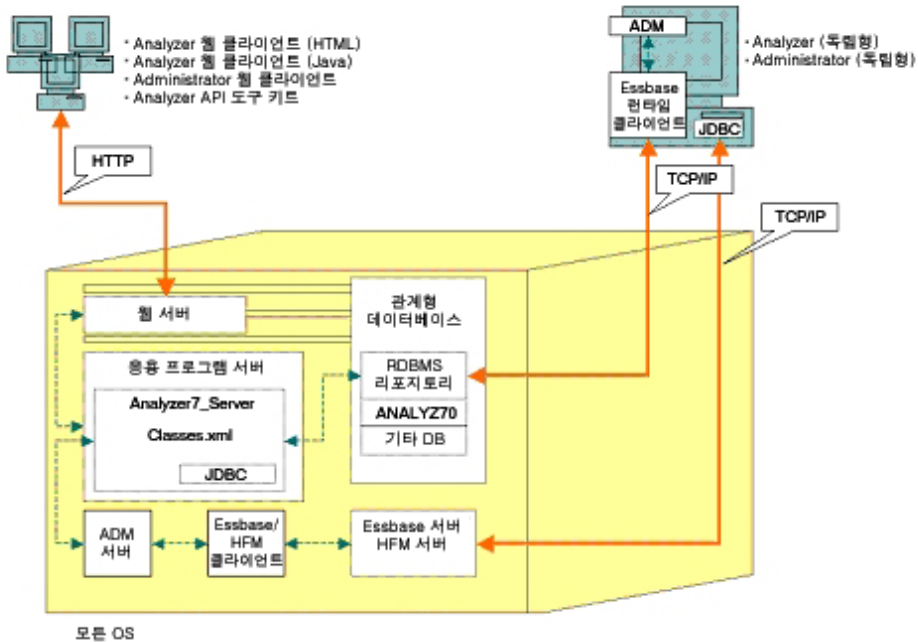 · Analyzer 웹 클라이언트 (HTML)
· Analyzer 웹 클라이언트 (Java)
· Administrator 웹 클라이언트
· Analyzer API 도구 키트
ADM
Essbase
런타임
클라이언트
JDBC
· Analyzer (독립형)
· Administrator (독립형)
HTTP
TCP/IP
TCP/IP
웹 서버
관계형
데이터베이스
RDBMS
리포지토리
ANALYZ70
기타 DB
응용 프로그램 서버
Analyzer7_Server
Classes.xml
JDBC
ADM
서버
Essbase/
HFM
클라이언트
Essbase 서버
HFM 서버
모든 OS